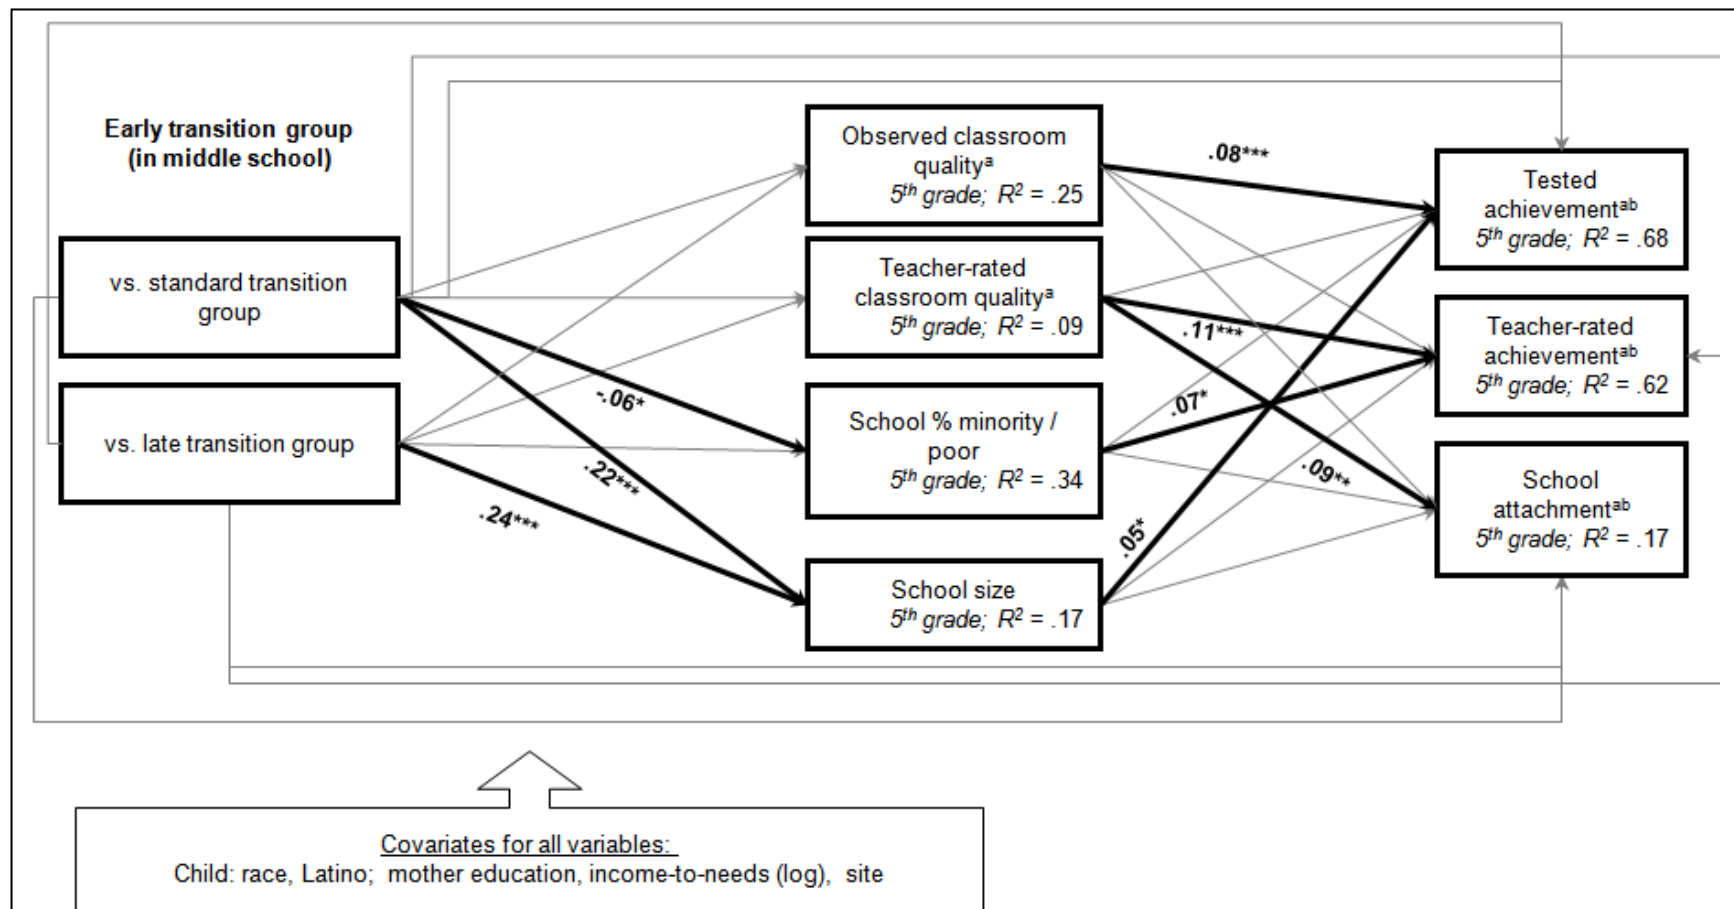 Early transition group
(in middle school)
vs. standard transition
group
vs. late transition group
Observed classroom
qualityᵃ
5ᵗʰ grade; R² = .25
Teacher-rated
classroom qualityᵃ
5ᵗʰ grade; R² = .09
School % minority /
poor
5ᵗʰ grade; R² = .34
School size
5ᵗʰ grade; R² = .17
-.06*
.22***
.24***
.08***
.11***
.07*
.09**
.05*
Tested
achievementᵃᵇ
5ᵗʰ grade; R² = .68
Teacher-rated
achievementᵃᵇ
5ᵗʰ grade; R² = .62
School
attachmentᵃᵇ
5ᵗʰ grade; R² = .17
Covariates for all variables:
Child: race, Latino; mother education, income-to-needs (log), site